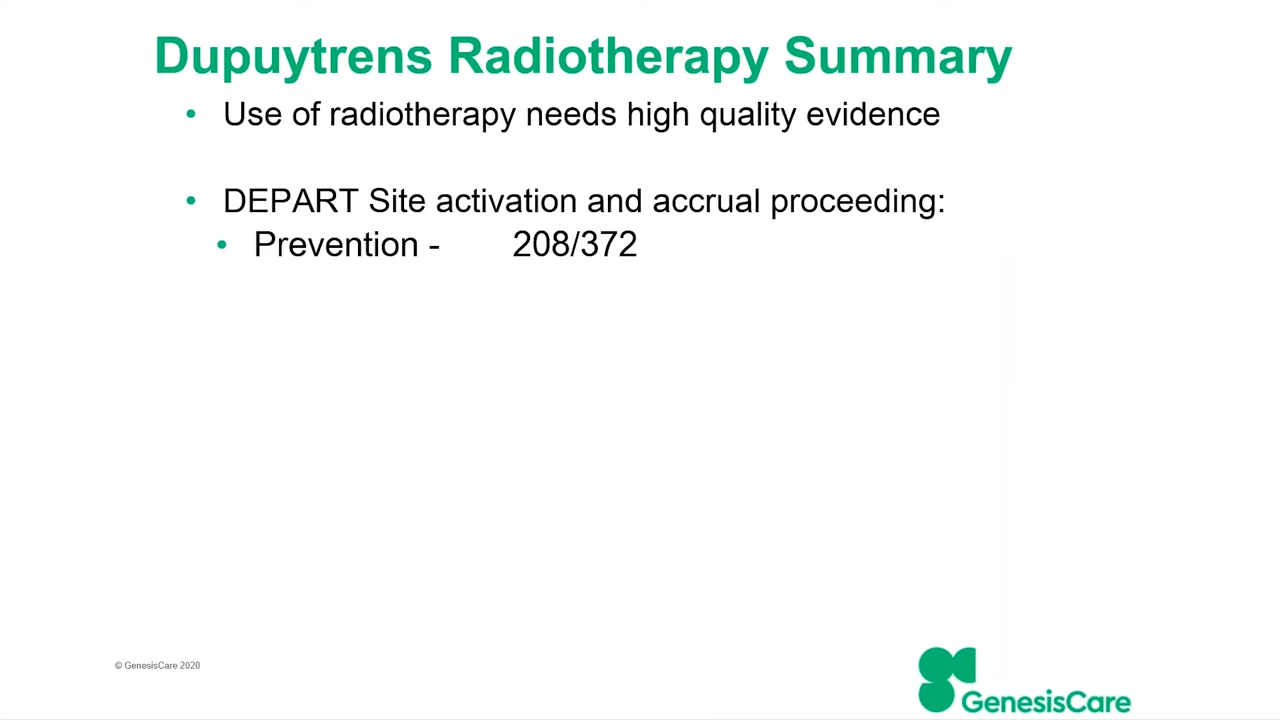 Dupuytrens Radiotherapy Summary
• Use of radiotherapy needs high quality evidence
• DEPART Site activation and accrual proceeding:
• Prevention - 208/372
© GenesisCare 2020
GenesisCare